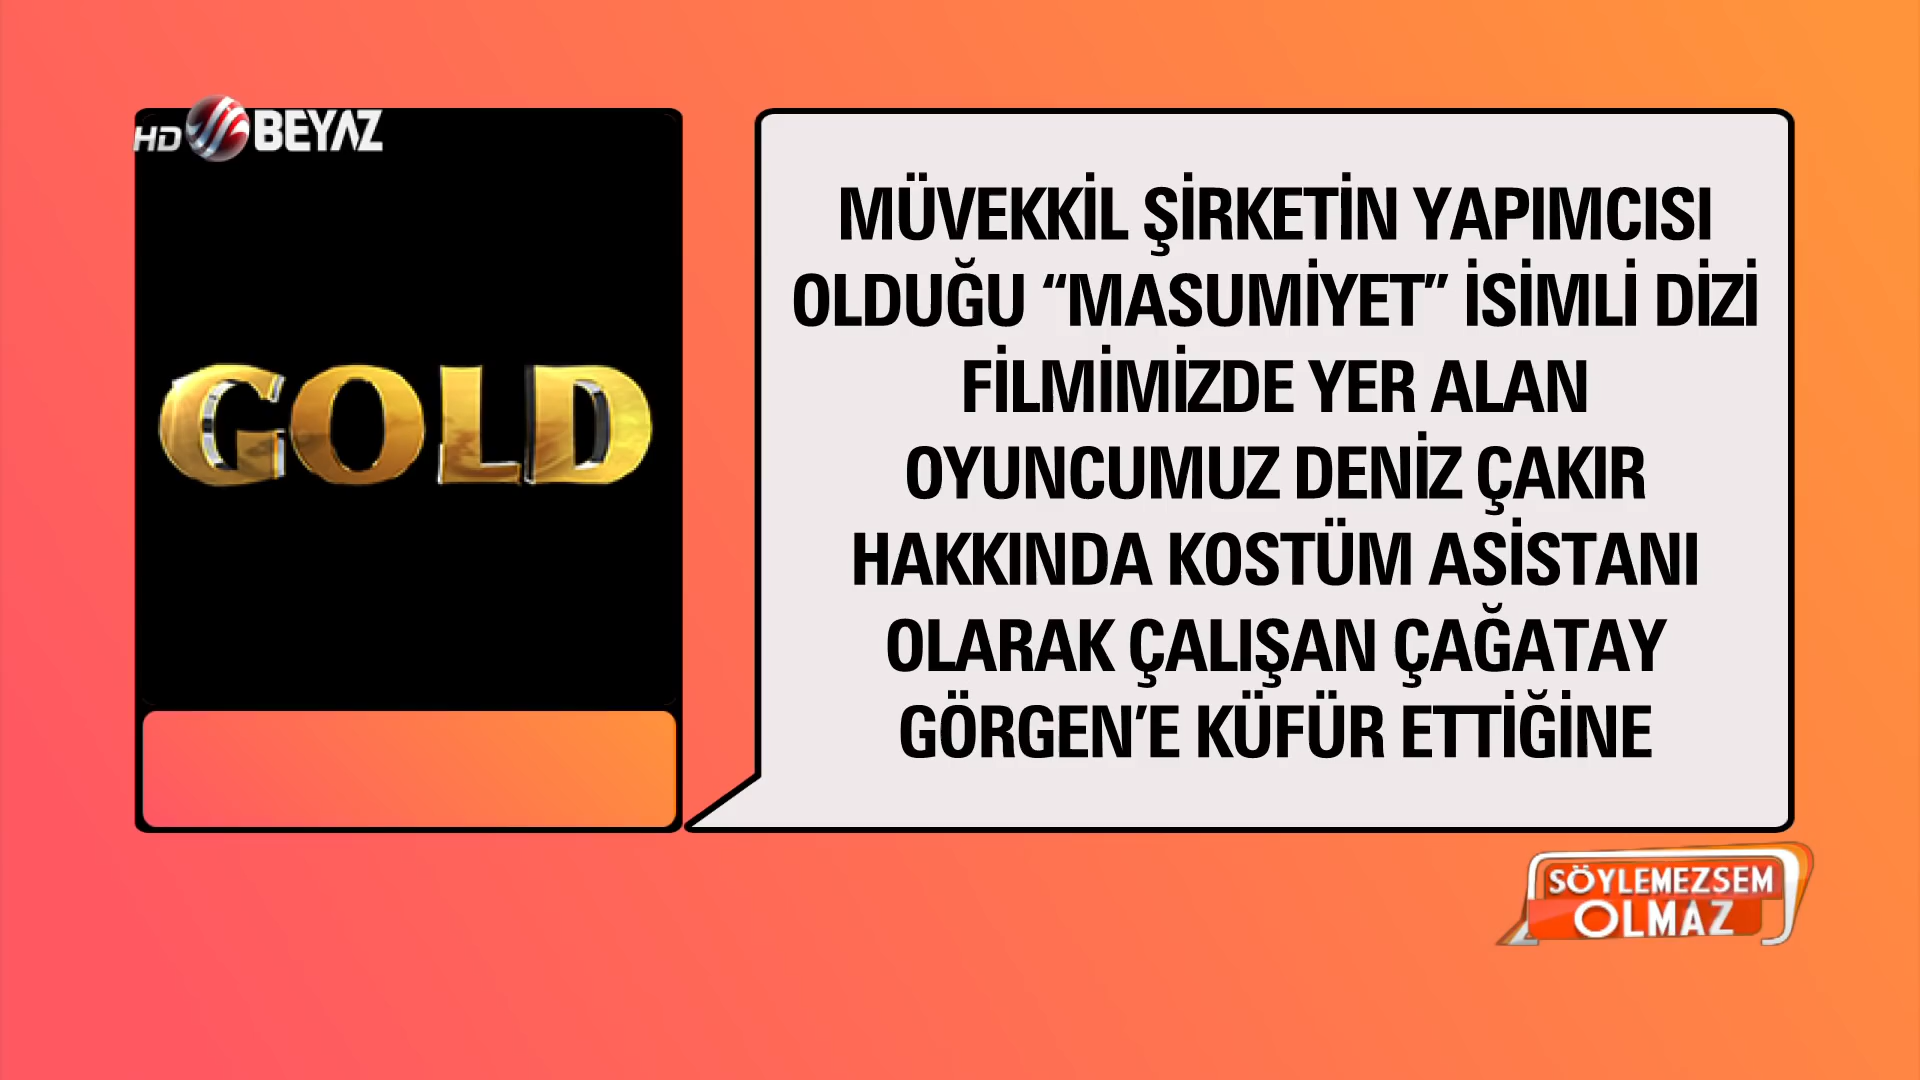 HD BEYAZ
GOLD
MÜVEKKİL ŞİRKETİN YAPIMCISI
OLDUĞU “MASUMİYET” İSİMLİ DİZİ
FİLMİMİZDE YER ALAN
OYUNCUMUZ DENİZ ÇAKIR
HAKKINDA KOSTÜM ASİSTANI
OLARAK ÇALIŞAN ÇAĞATAY
GÖRGEN’E KÜFÜR ETTİĞİNE
SÖYLEMEZSEM
OLMAZ